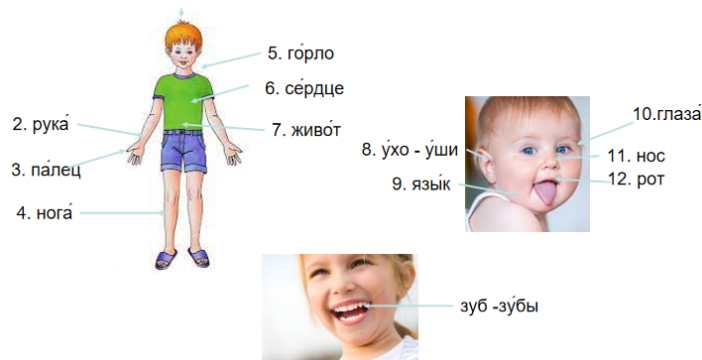 5. го́рло
6. се́рдце
7. живо́т
2. рука́
3. па́лец
4. нога́
8. у́хо - у́ши
9. язы́к
10.глаза́
11. нос
12. рот
зуб -зу́бы